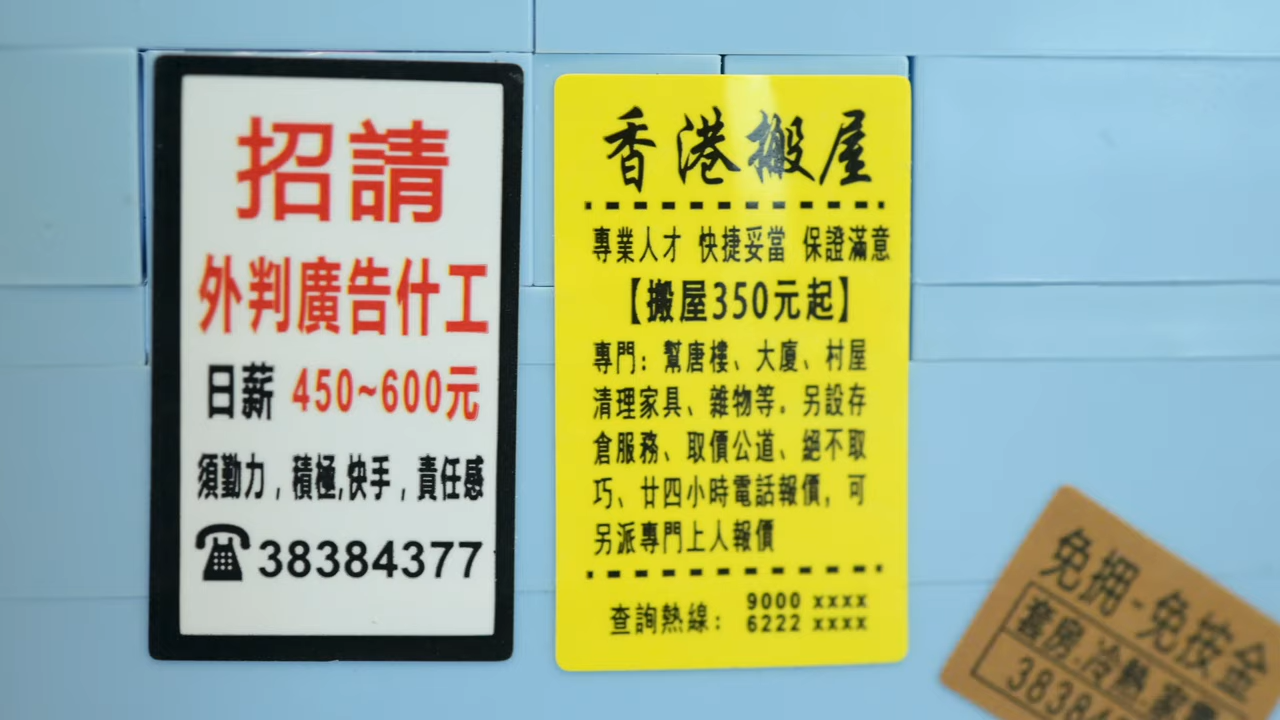 招請
外判廣告什工
日薪 450~600元
須勤力，積極,快手，責任感
38384377
香港搬屋
專業人才 快捷妥當 保證滿意
【搬屋350元起】
專門：幫唐樓、大廈、村屋
清理家具、雜物等。另設存
倉服務、取價公道、絕不取
巧、廿四小時電話報價，可
另派專門上人報價
查詢熱線：
9000 xxxx
6222 xxxx
免拥-免按金
套房.冷熱.家
3838